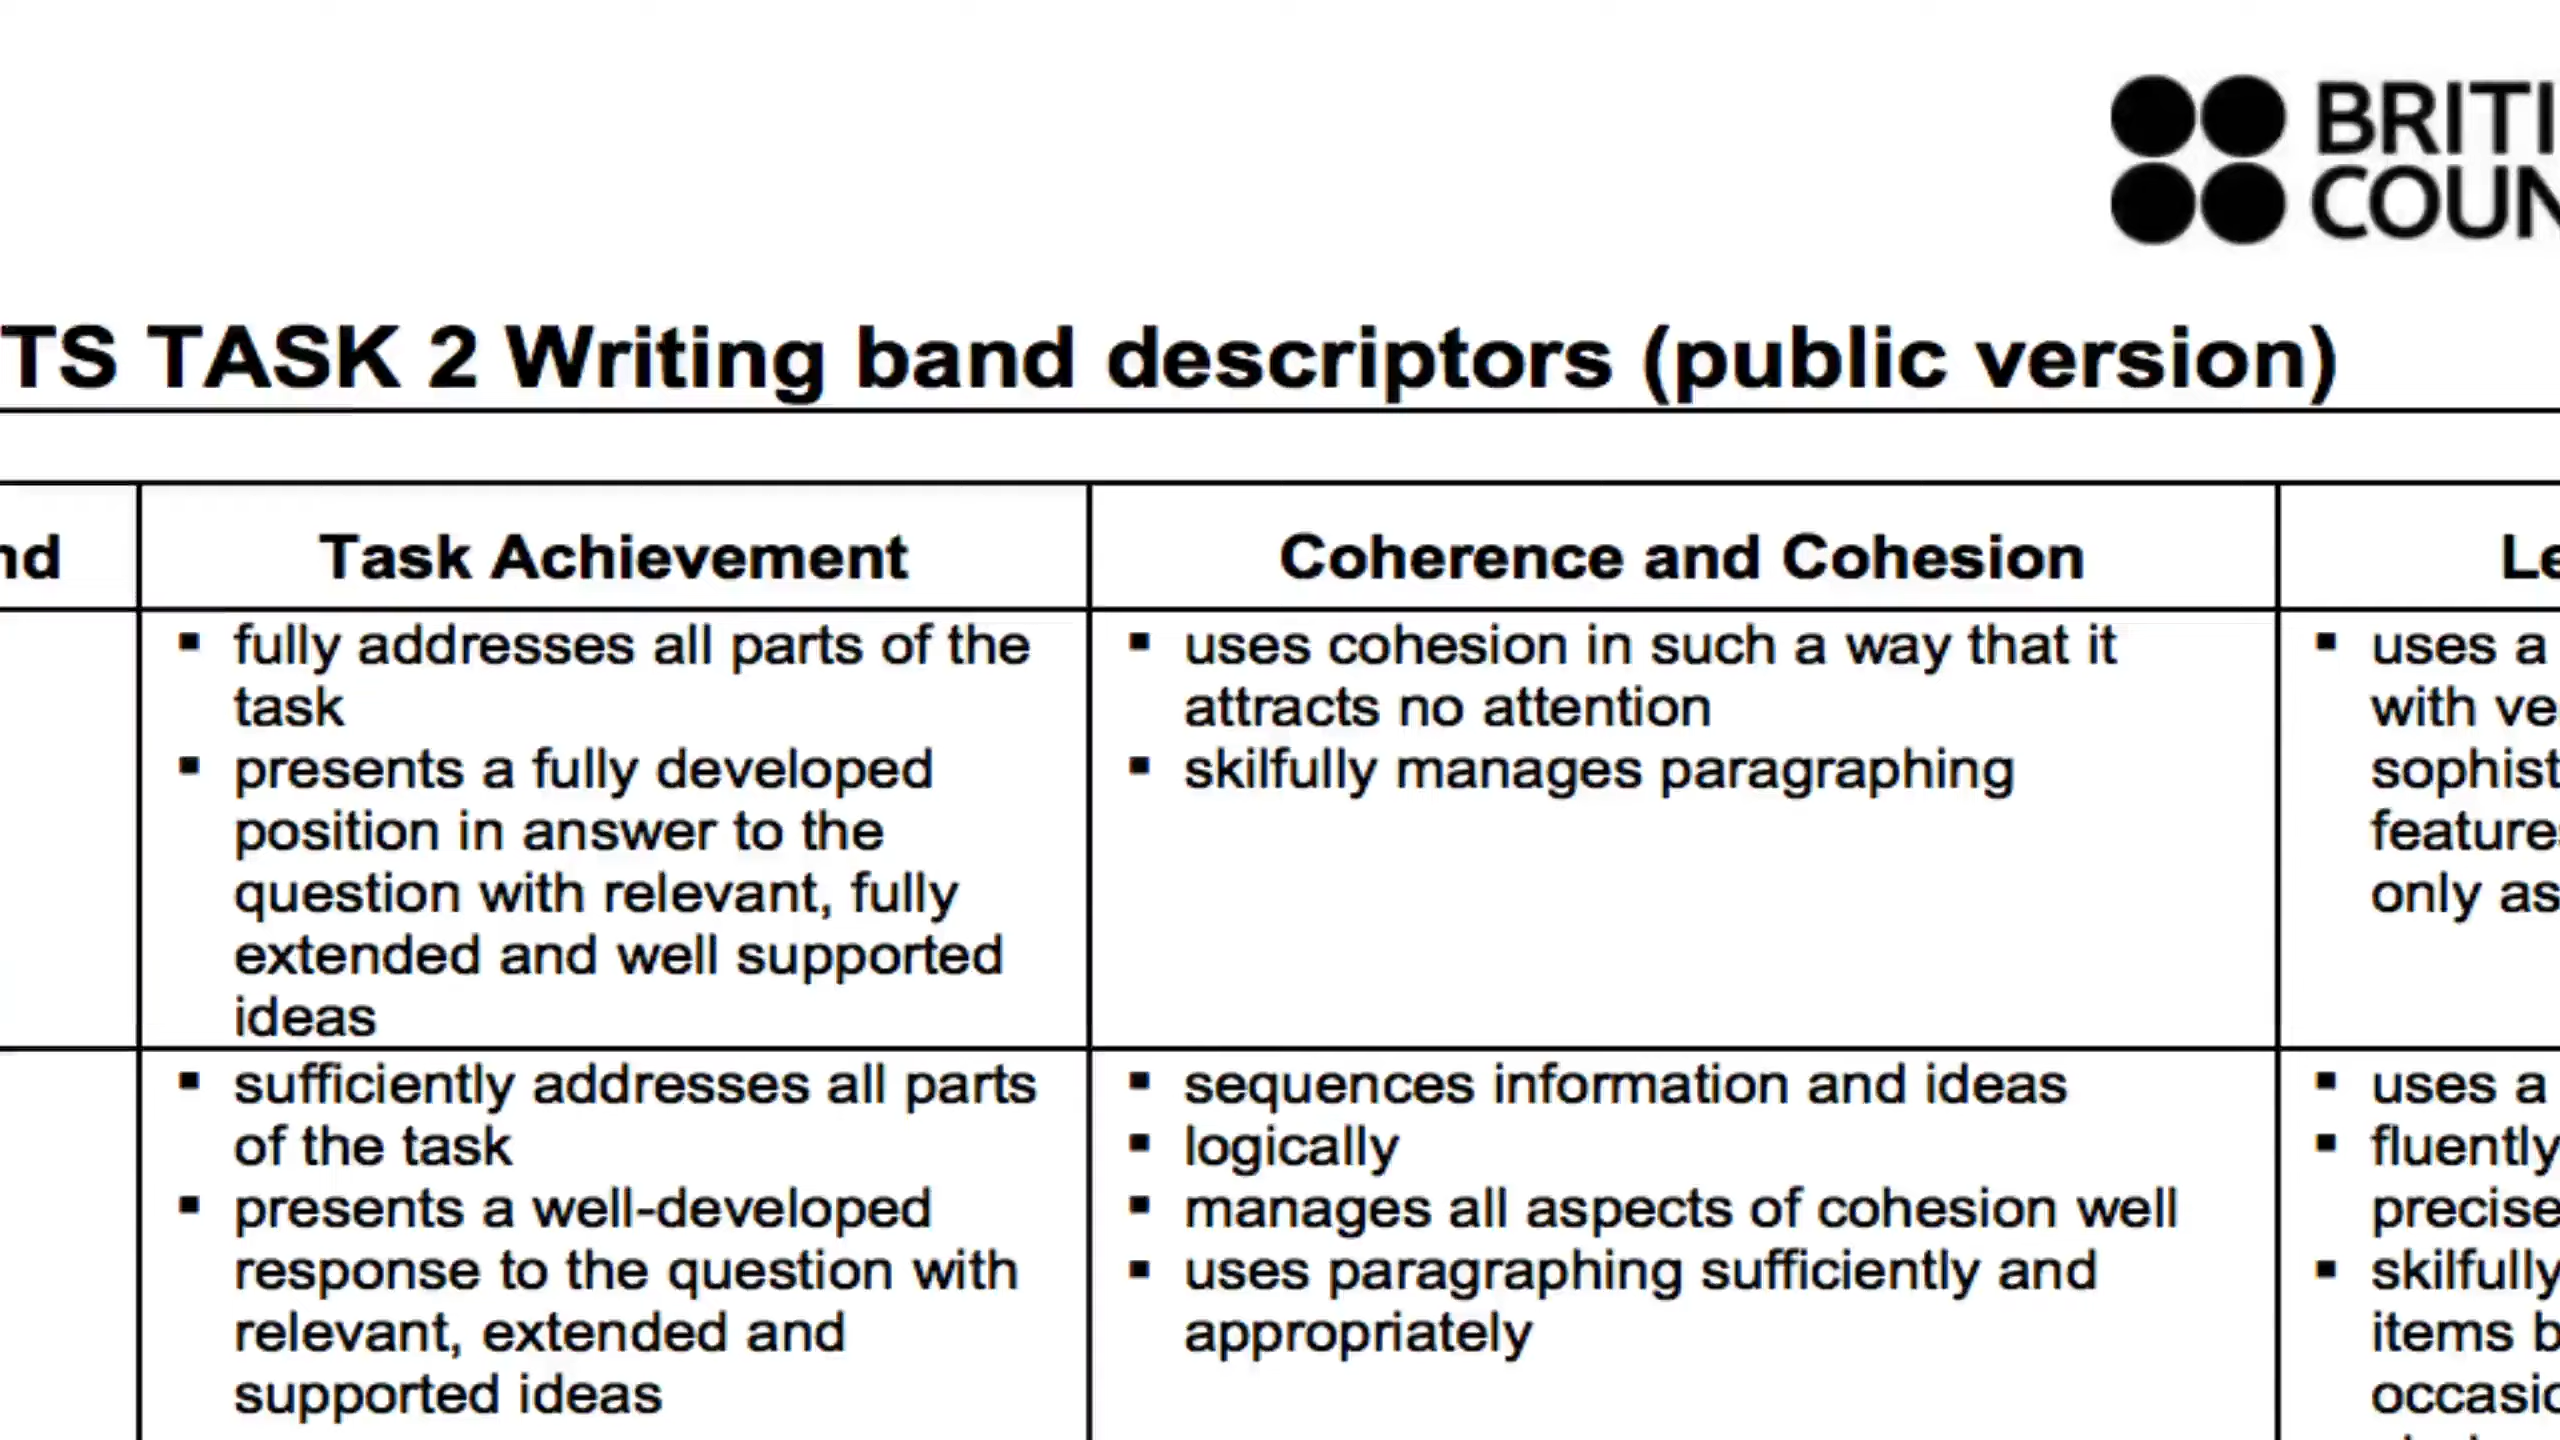 BRITI
COUN
TS TASK 2 Writing band descriptors (public version)
nd
Task Achievement
Coherence and Cohesion
Le
fully addresses all parts of the
task
presents a fully developed
position in answer to the
question with relevant, fully
extended and well supported
ideas
uses cohesion in such a way that it
attracts no attention
skilfully manages paragraphing
uses a
with ve
sophist
features
only as
sufficiently addresses all parts
of the task
presents a well-developed
response to the question with
relevant, extended and
supported ideas
sequences information and ideas
logically
manages all aspects of cohesion well
uses paragraphing sufficiently and
appropriately
uses a
fluently
precise
skilfully
items b
occasic